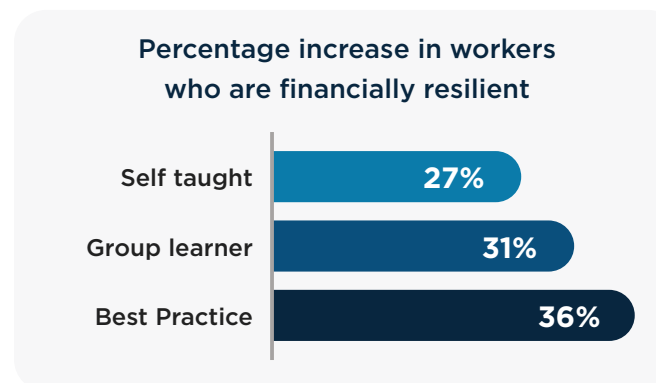 Percentage increase in workers
who are financially resilient
Self taught 27%
Group learner 31%
Best Practice 36%